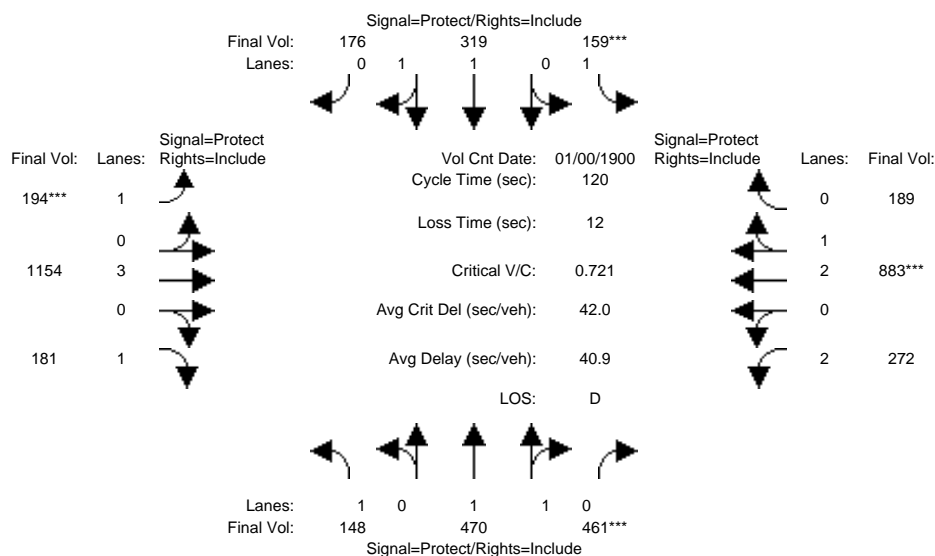 Signal=Protect/Rights=Include
Final Vol: 176 319 159***
Lanes: 0 1 1 0 1
Signal=Protect
Final Vol: Lanes: Rights=Include
Vol Cnt Date: 01/00/1900
Signal=Protect
Rights=Include Lanes: Final Vol:
Cycle Time (sec): 120
194*** 1
0 189
Loss Time (sec): 12
0
1
1154 3
Critical V/C: 0.721
2 883***
0
Avg Crit Del (sec/veh): 42.0
0
181 1
Avg Delay (sec/veh): 40.9
2 272
LOS: D
Lanes: 1 0 1 1 0
Final Vol: 148 470 461***
Signal=Protect/Rights=Include